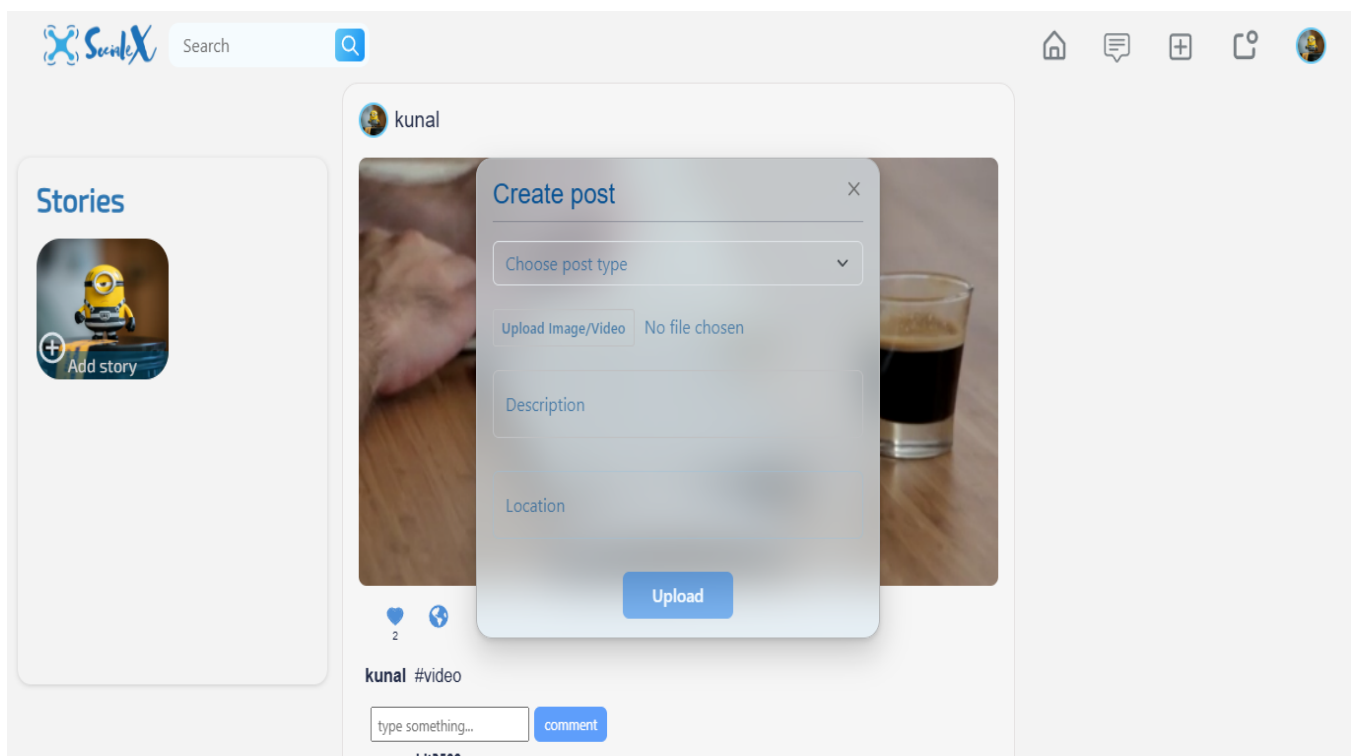 SocialeX
Search
kunal
Stories
Add story
Create post
Choose post type
Upload Image/Video No file chosen
Description
Location
Upload
2
kunal #video
type something...
comment